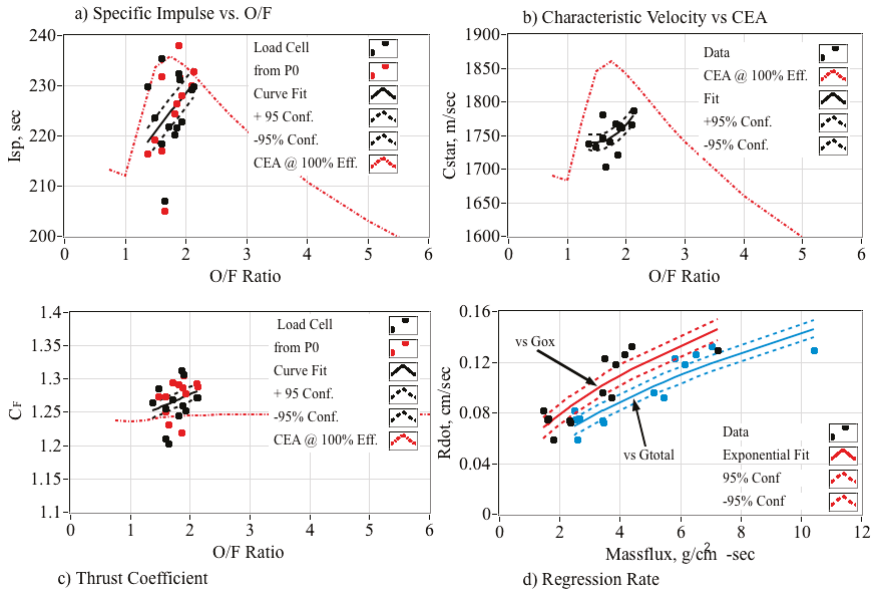 a) Specific Impulse vs. O/F
240
230
220
210
200
Isp, sec
0
1
2
3
4
5
6
O/F Ratio
Load Cell
from P0
Curve Fit
+ 95 Conf.
-95% Conf.
CEA @ 100% Eff.
b) Characteristic Velocity vs CEA
1900
1850
1800
1750
1700
1650
1600
Cstar, m/sec
0
1
2
3
4
5
6
O/F Ratio
Data
CEA @ 100% Eff.
Fit
+95% Conf.
-95% Conf.
1.4
1.3
1.3
1.25
1.2
1.1
1.1
CF
0
1
2
3
4
5
6
O/F Ratio
Load Cell
from P0
Curve Fit
+ 95 Conf.
-95% Conf.
CEA @ 100% Eff.
c) Thrust Coefficient
0.16
0.12
0.08
0.04
0
Rdot, cm/sec
0
2
4
6
8
10
12
Massflux, g/cm2 -sec
vs Gox
vs Gtotal
Data
Exponential Fit
95% Conf
-95% Conf
d) Regression Rate